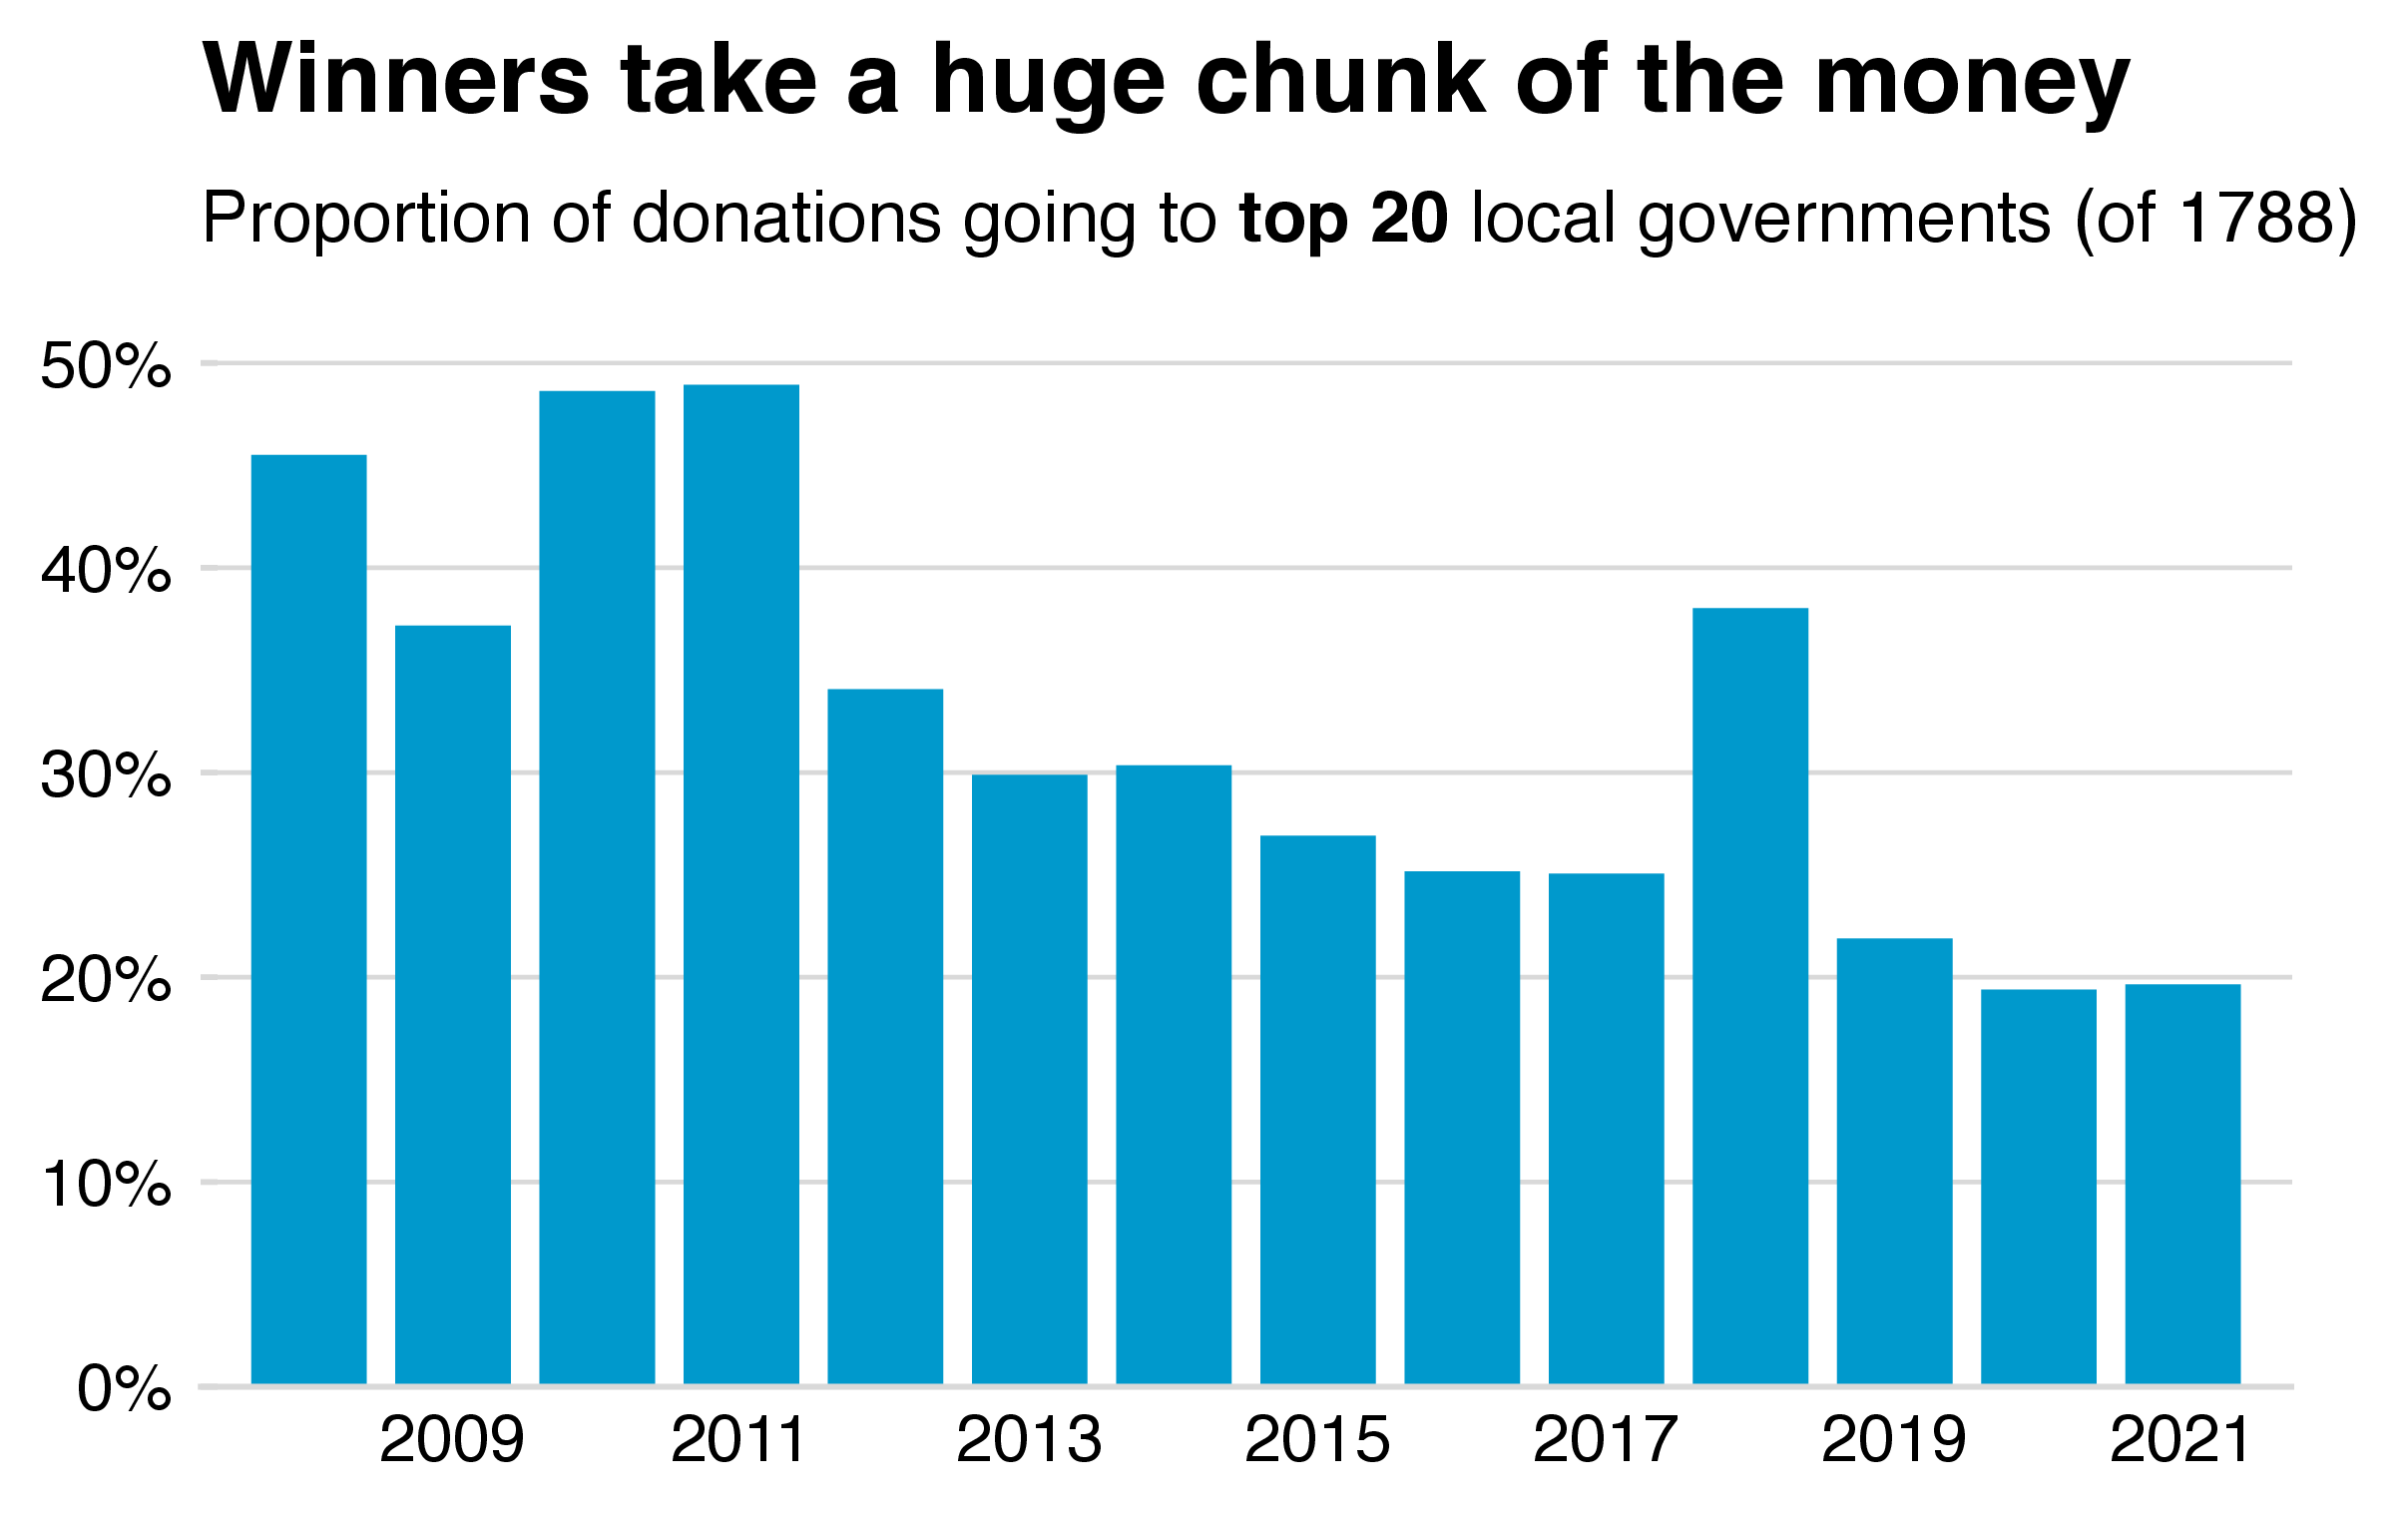 Winners take a huge chunk of the money
Proportion of donations going to top 20 local governments (of 1788)
50%
40%
30%
20%
10%
0%
2009 2011 2013 2015 2017 2019 2021